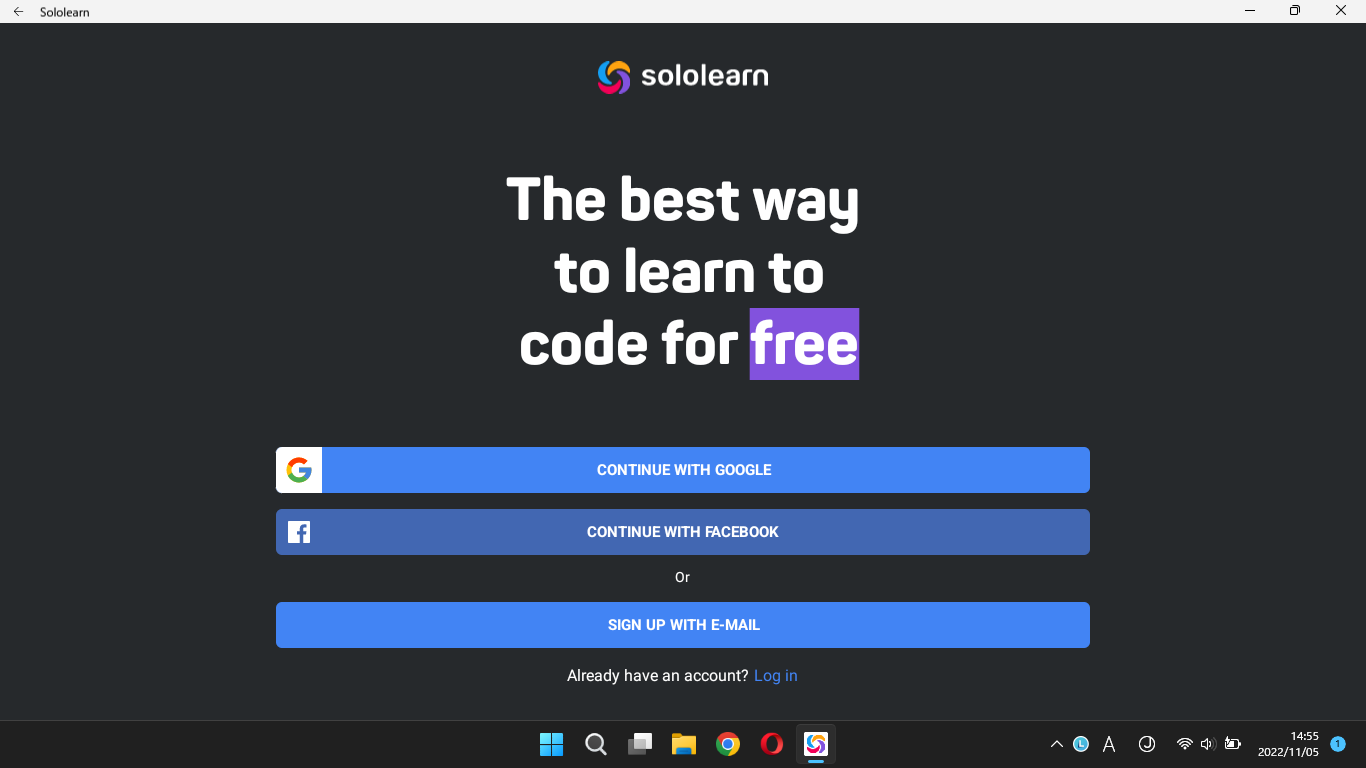 Sololearn
sololearn
The best way
to learn to
code for free
CONTINUE WITH GOOGLE
CONTINUE WITH FACEBOOK
Or
SIGN UP WITH E-MAIL
Already have an account? Log in
L
A
J
14:55
2022/11/05
1